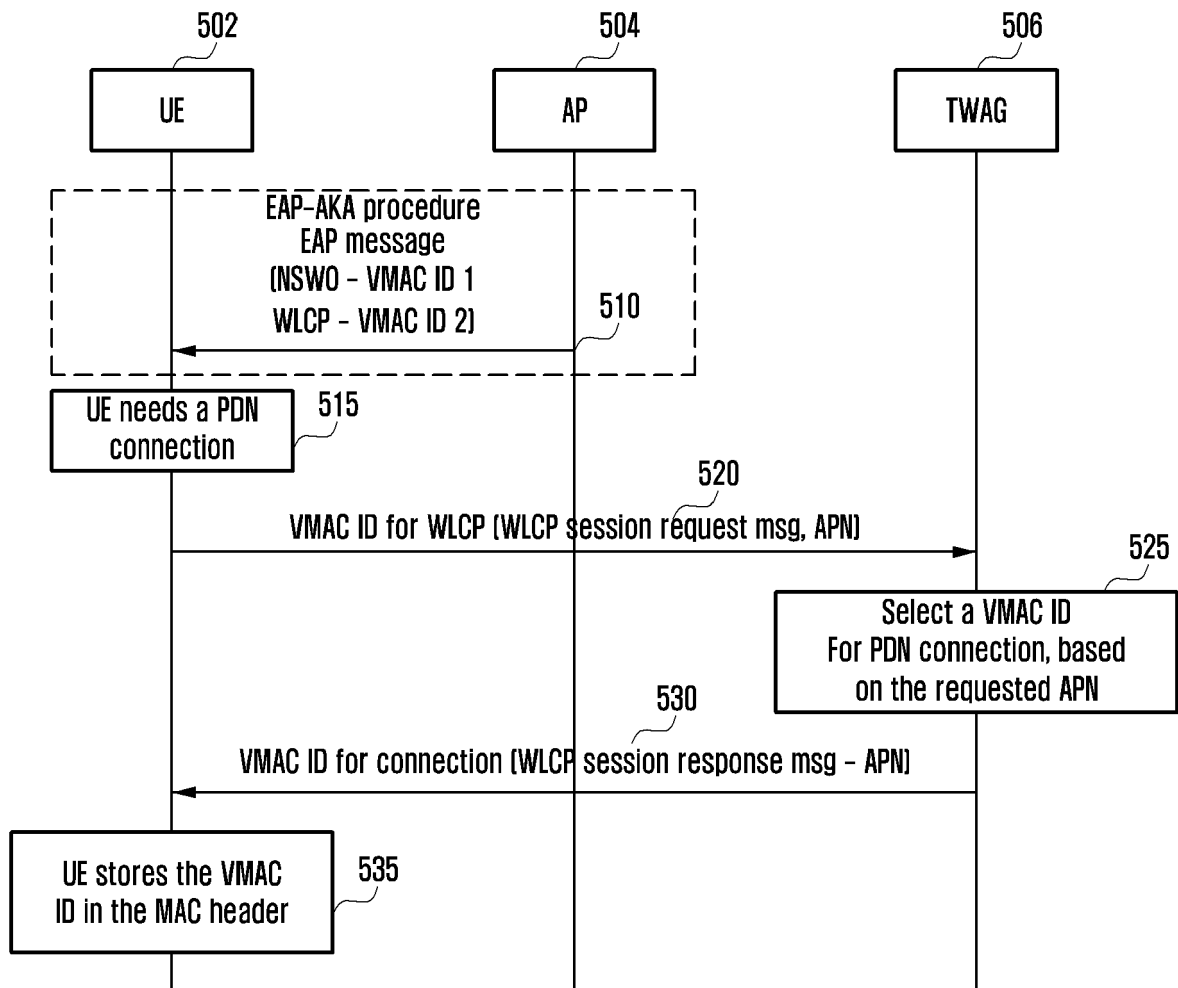 502
504
506
UE
AP
TWAG
EAP-AKA procedure
EAP message
(NSWO - VMAC ID 1
WLCP - VMAC ID 2)
510
UE needs a PDN
connection
515
520
VMAC ID for WLCP (WLCP session request msg, APN)
525
Select a VMAC ID
For PDN connection, based
on the requested APN
530
VMAC ID for connection (WLCP session response msg - APN)
UE stores the VMAC
ID in the MAC header
535